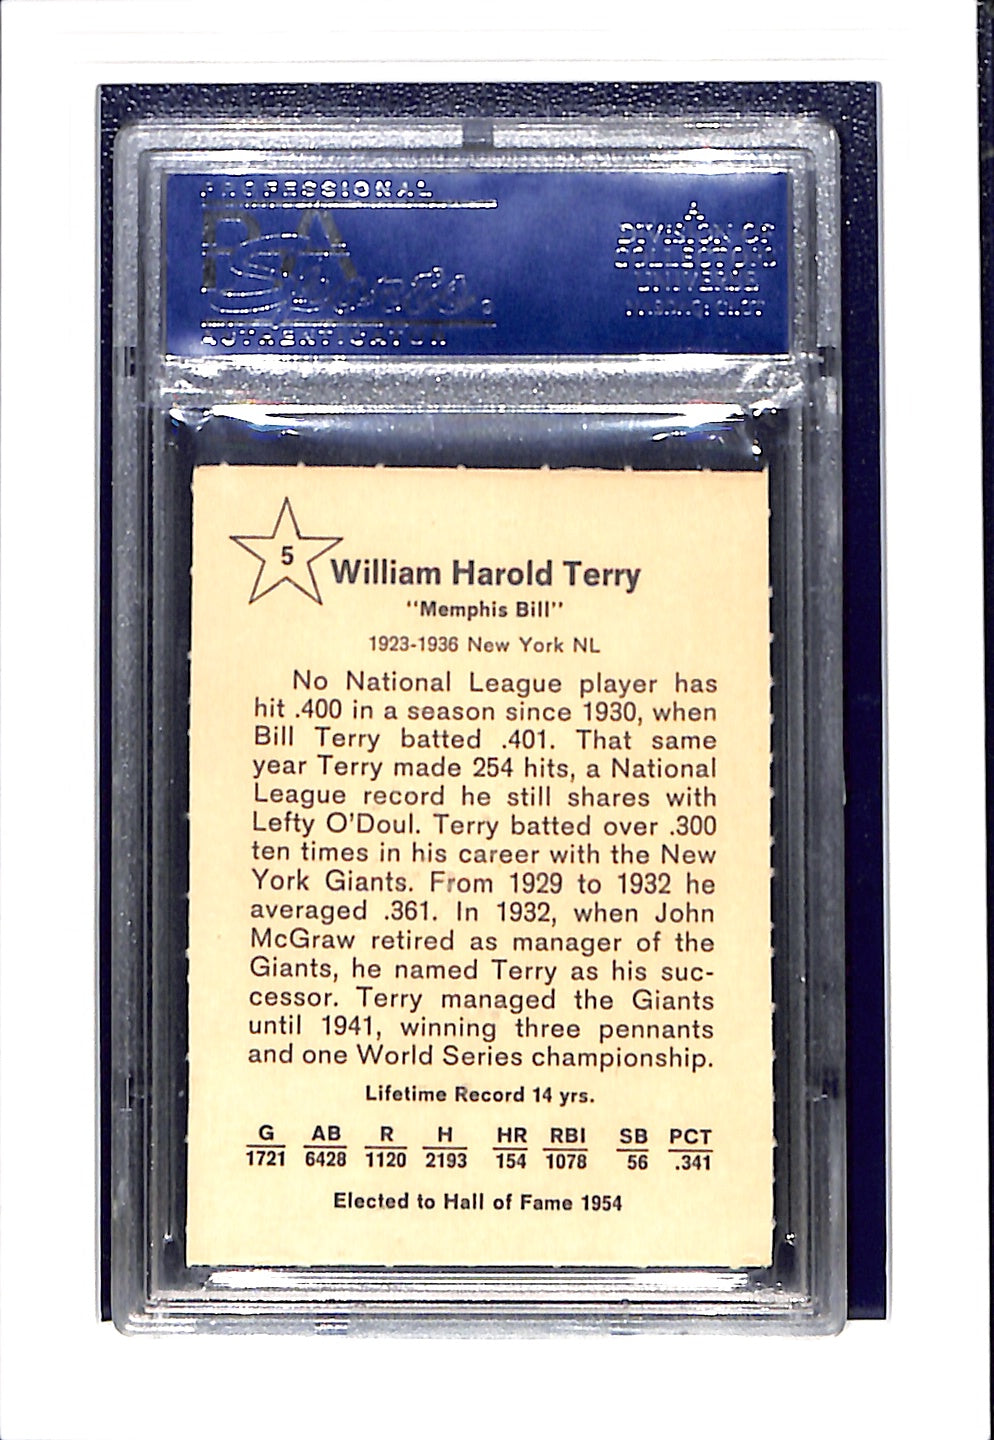 PROFESSIONAL
PSA
Sports.
AUTHENTICATOR
A
DIVISION OF
COLLECTORS
UNIVERSE
5
William Harold Terry
"Memphis Bill"
1923-1936 New York NL
No National League player has
hit .400 in a season since 1930, when
Bill Terry batted .401. That same
year Terry made 254 hits, a National
League record he still shares with
Lefty O'Doul. Terry batted over .300
ten times in his career with the New
York Giants. From 1929 to 1932 he
averaged .361. In 1932, when John
McGraw retired as manager of the
Giants, he named Terry as his suc-
cessor. Terry managed the Giants
until 1941, winning three pennants
and one World Series championship.
Lifetime Record 14 yrs.
G AB R H HR RBI SB PCT
1721 6428 1120 2193 154 1078 56 .341
Elected to Hall of Fame 1954